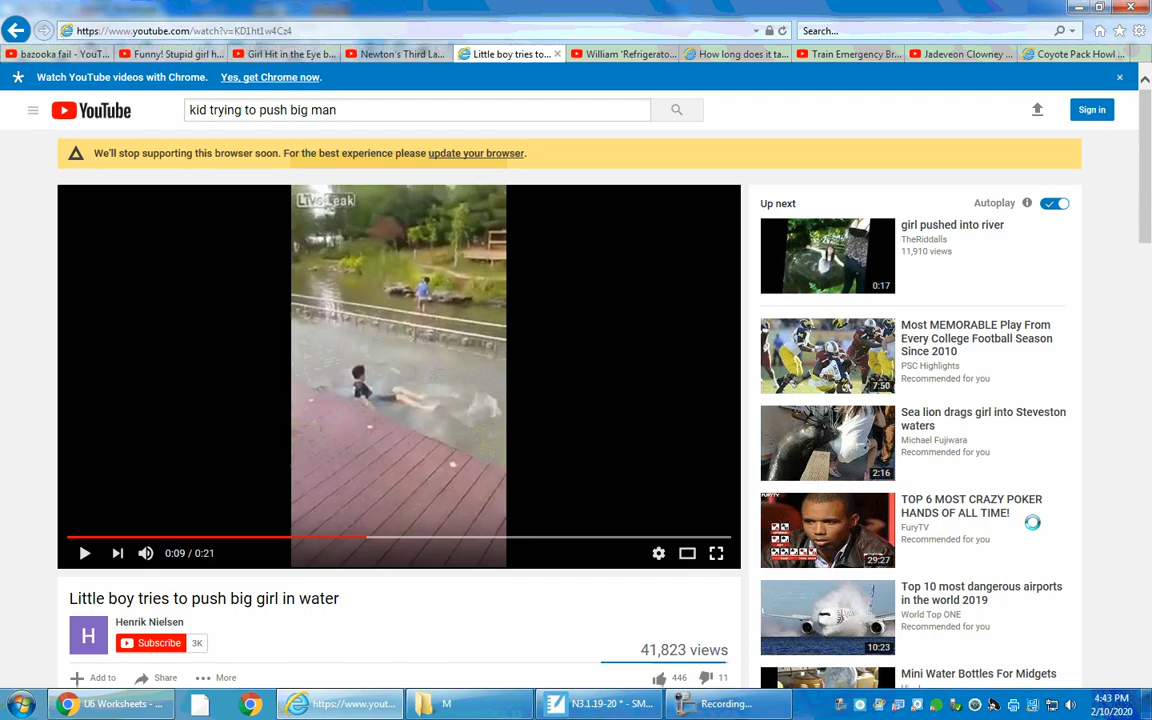 https://www.youtube.com/watch?v=KD1ht1w4Cz4
Search...
bazooka fail - YouT...
Funny! Stupid girl h...
Girl Hit in the Eye b...
Newton's Third La...
Little boy tries to...
William 'Refrigerato...
How long does it ta...
Train Emergency Br...
Jadeveon Clowney ...
Coyote Pack Howl ...
Watch YouTube videos with Chrome. Yes, get Chrome now.
YouTube
kid trying to push big man
Sign in
We'll stop supporting this browser soon. For the best experience please update your browser.
LiveLeak
Up next
Autoplay
girl pushed into river
TheRiddalls
11,910 views
0:17
Most MEMORABLE Play From
Every College Football Season
Since 2010
PSC Highlights
Recommended for you
7:50
Sea lion drags girl into Steveston
waters
Michael Fujiwara
Recommended for you
2:16
TOP 6 MOST CRAZY POKER
HANDS OF ALL TIME!
FuryTV
Recommended for you
FURYTV
29:27
Top 10 most dangerous airports
in the world 2019
World Top ONE
Recommended for you
10:23
Mini Water Bottles For Midgets
0:09 / 0:21
Little boy tries to push big girl in water
H
Henrik Nielsen
Subscribe 3K
41,823 views
Add to
Share
More
446
11
U6 Worksheets - ...
https://www.yout...
M
N3.1.19-20 * - SM...
Recording...
4:43 PM
2/10/2020